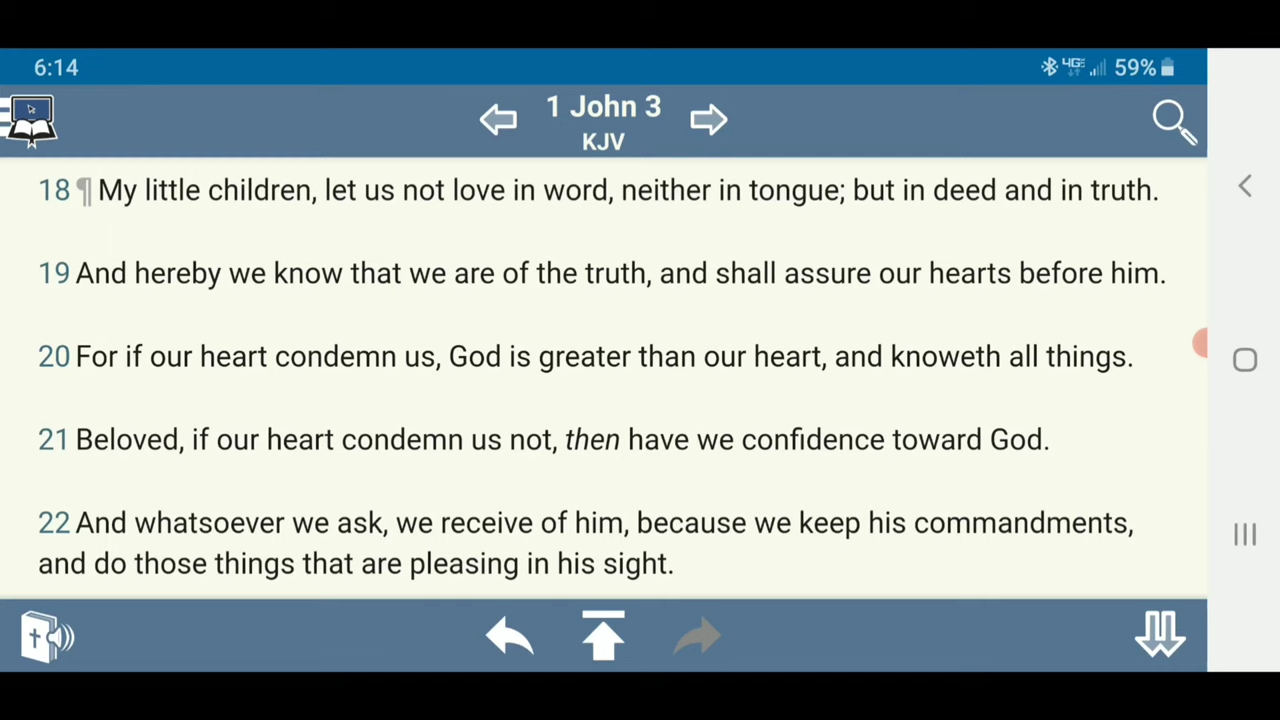 6:14
4GE 59%
1 John 3
KJV
18 ¶ My little children, let us not love in word, neither in tongue; but in deed and in truth.
19 And hereby we know that we are of the truth, and shall assure our hearts before him.
20 For if our heart condemn us, God is greater than our heart, and knoweth all things.
21 Beloved, if our heart condemn us not, then have we confidence toward God.
22 And whatsoever we ask, we receive of him, because we keep his commandments,
and do those things that are pleasing in his sight.